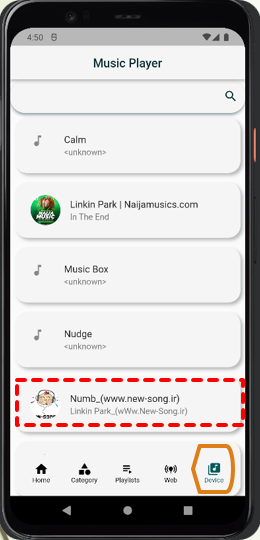 4:50
Music Player
Calm
<unknown>
Linkin Park | Naijamusics.com
In The End
Music Box
<unknown>
Nudge
<unknown>
Numb_(www.new-song.ir)
Linkin Park_(wWw.New-Song.ir)
Home Category Playlists Web Device